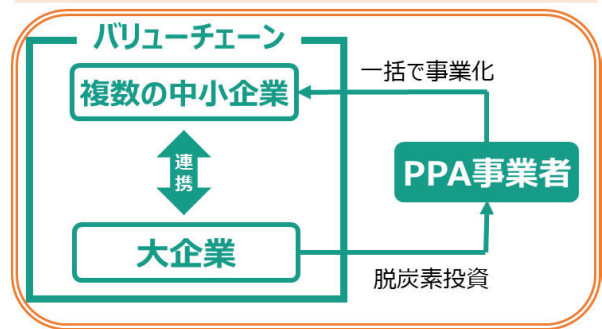 バリューチェーン
複数の中小企業
一括で事業化
連携
PPA事業者
大企業
脱炭素投資